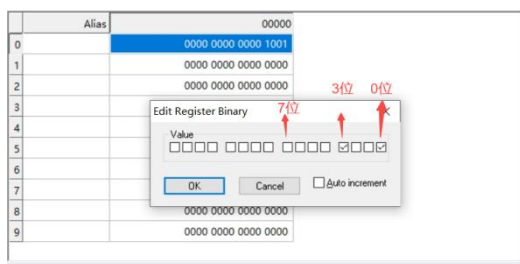 Alias 00000
0 0000 0000 0000 1001
1 0000 0000 0000 0000
2 0000 0000 0000 0000
3位 0位
3
Edit Register Binary 7位
4
Value
5
6
7
OK Cancel Auto increment
8 0000 0000 0000 0000
9 0000 0000 0000 0000